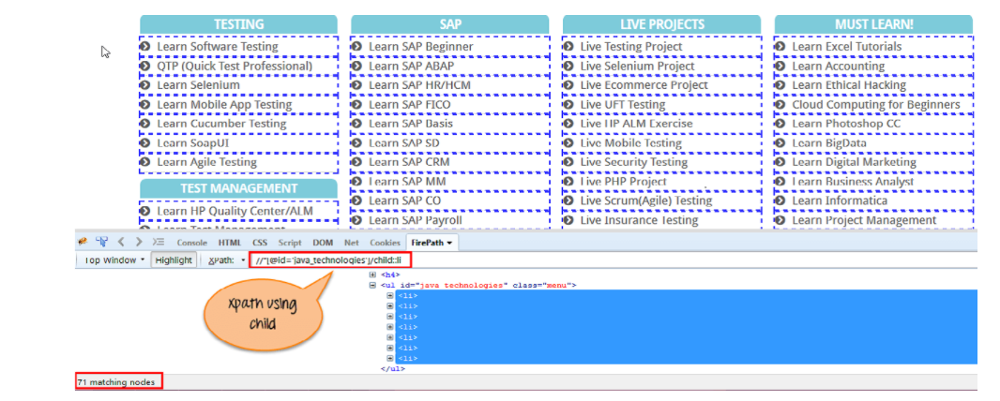 TESTING SAP LIVE PROJECTS MUST LEARN!
Learn Software Testing Learn SAP Beginner Live Testing Project Learn Excel Tutorials
QTP (Quick Test Professional) Learn SAP ABAP Live Selenium Project Learn Accounting
Learn Selenium Learn SAP HR/HCM Live Ecommerce Project Learn Ethical Hacking
Learn Mobile App Testing Learn SAP FICO Live UFT Testing Cloud Computing for Beginners
Learn Cucumber Testing Learn SAP Basis Live HP ALM Exercise Learn Photoshop CC
Learn SoapUI Learn SAP SD Live Mobile Testing Learn BigData
Learn Agile Testing Learn SAP CRM Live Security Testing Learn Digital Marketing
TEST MANAGEMENT Learn SAP MM Live PHP Project Learn Business Analyst
Learn SAP CO Live Scrum(Agile) Testing Learn Informatica
Learn HP Quality Center/ALM Learn SAP Payroll Live Insurance Testing Learn Project Management
Learn Test Management
Console HTML CSS Script DOM Net Cookies FirePath
Top Window Highlight XPath: //*[@id='java_technologies']/child::li
<h4>
<ul id="java technologies" class="menu">
<li>
<li>
<li>
<li>
<li>
<li>
<li>
</ul>
xpath using
child
71 matching nodes